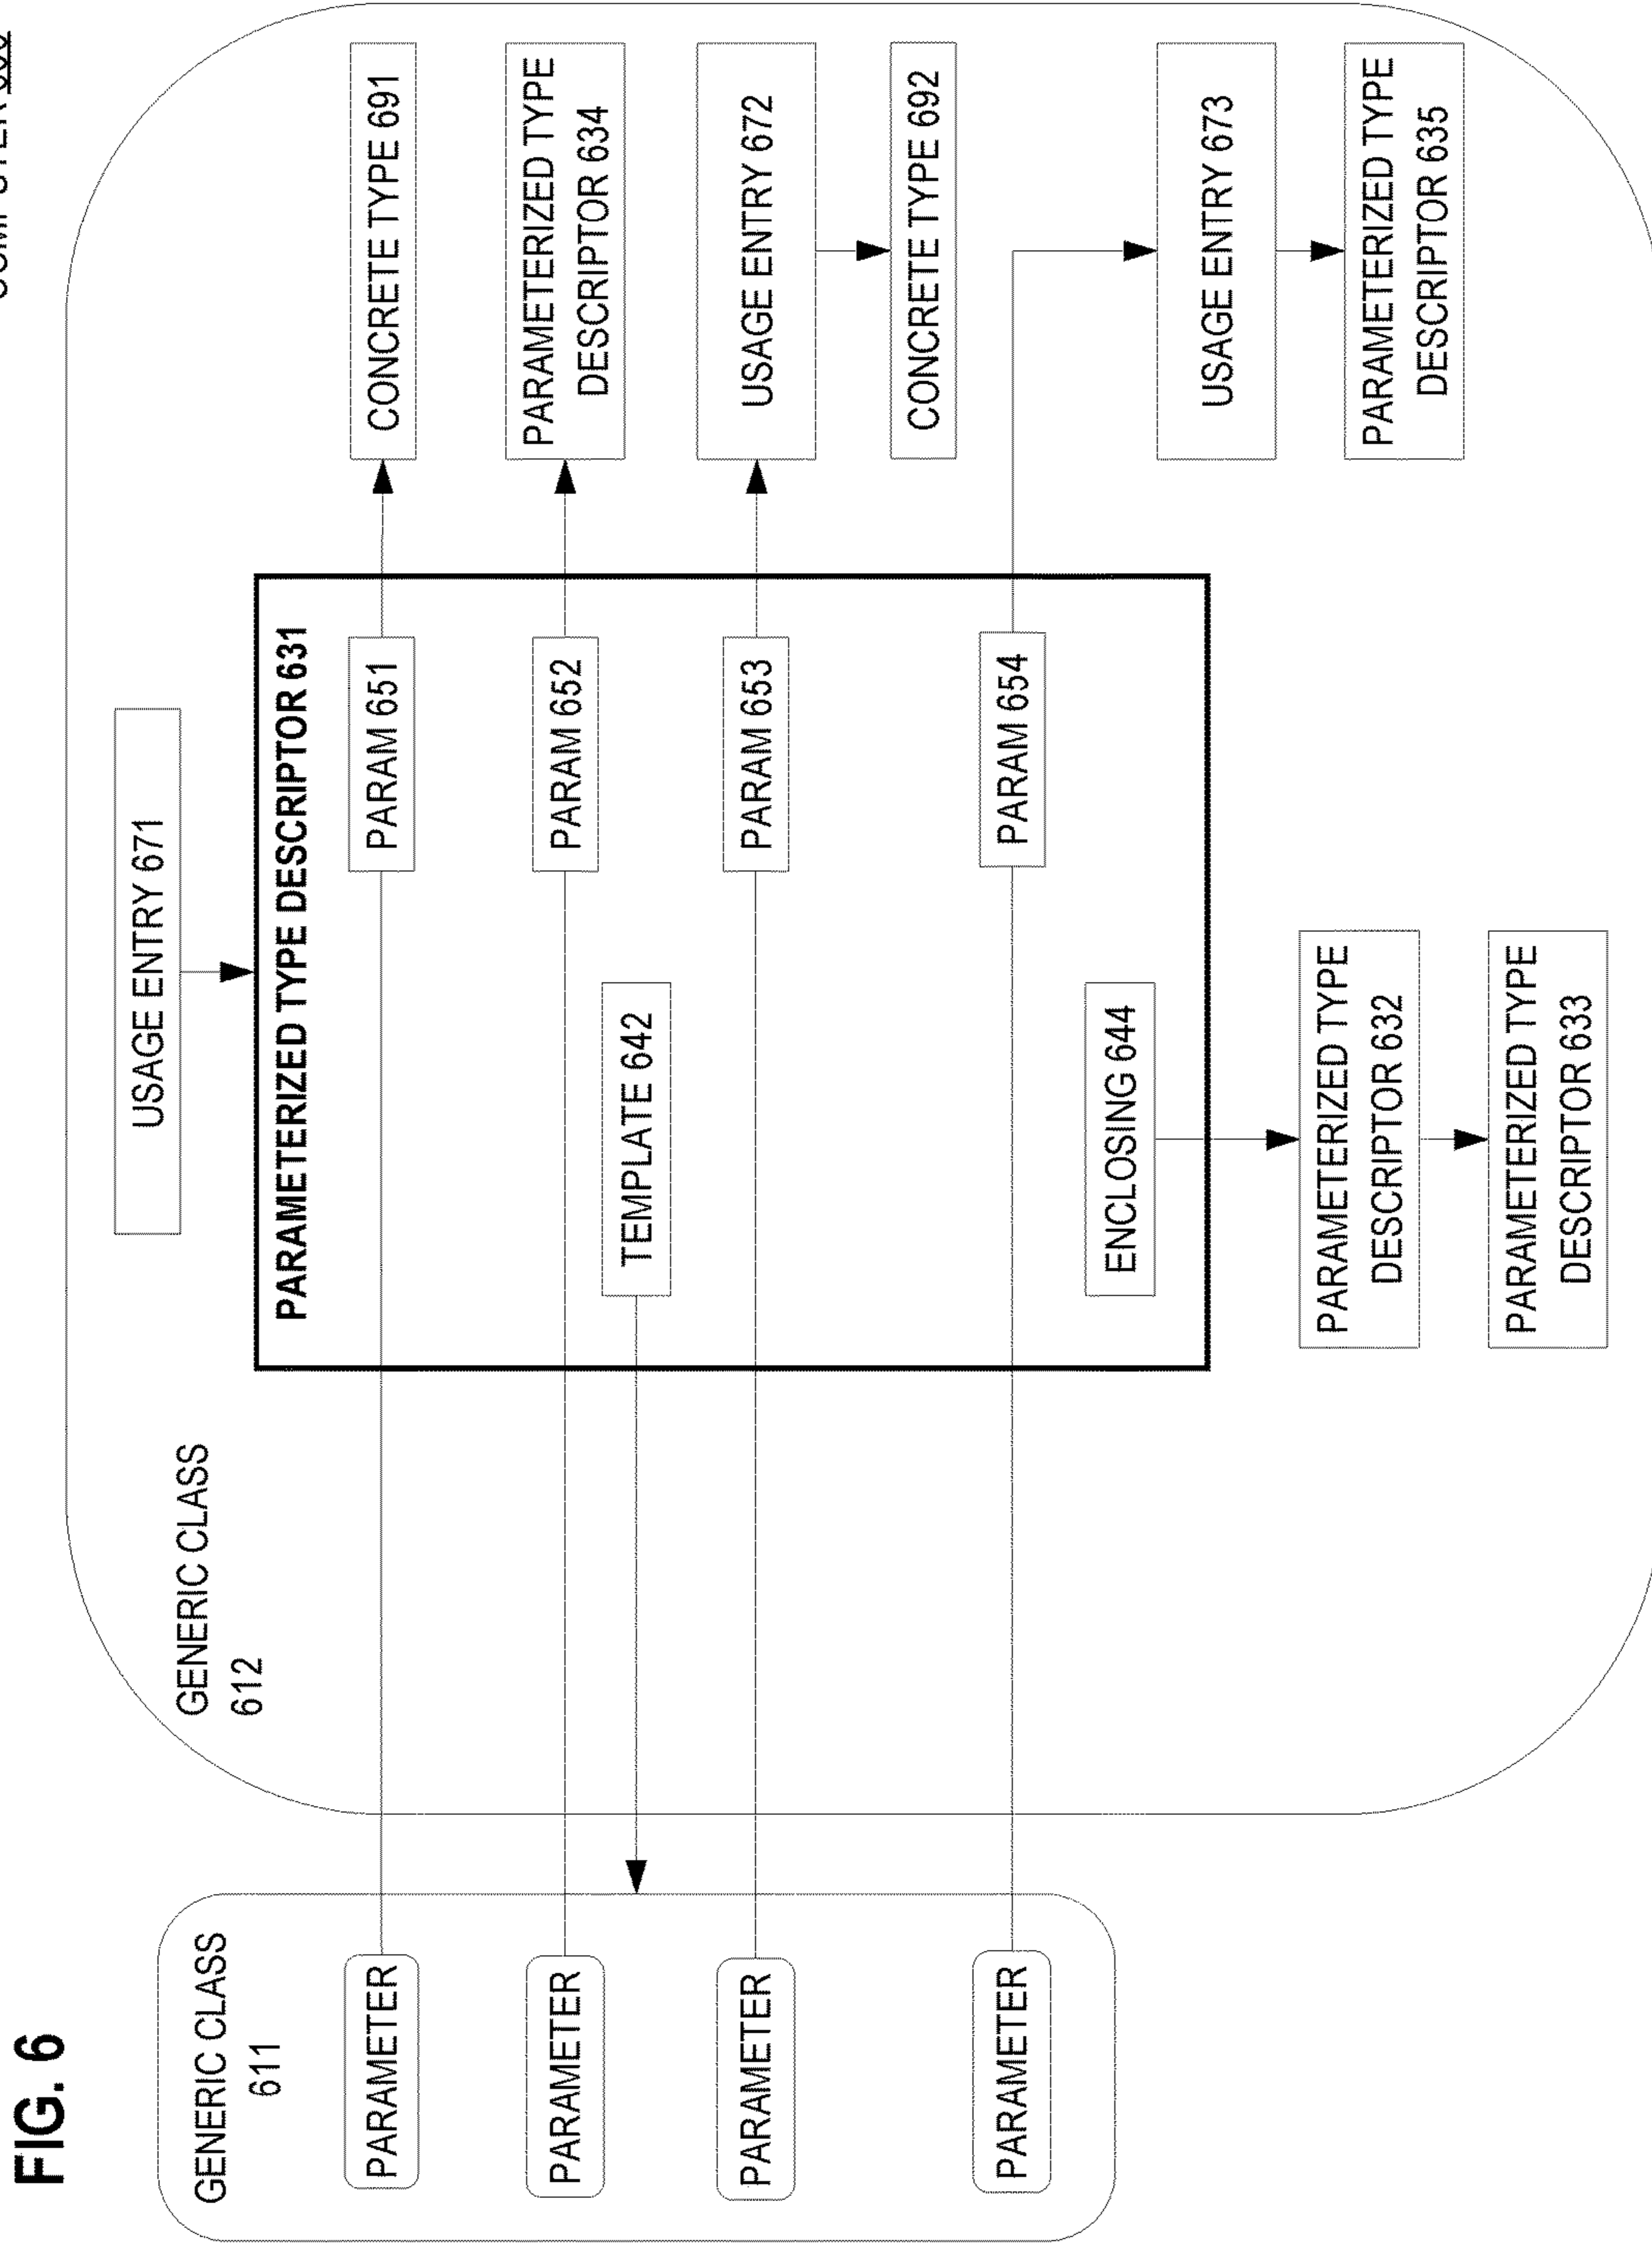 FIG. 6
GENERIC CLASS
611
PARAMETER
PARAMETER
PARAMETER
PARAMETER
GENERIC CLASS
612
USAGE ENTRY 671
PARAMETERIZED TYPE DESCRIPTOR 631
PARAM 651
PARAM 652
TEMPLATE 642
PARAM 653
PARAM 654
ENCLOSING 644
PARAMETERIZED TYPE
DESCRIPTOR 632
PARAMETERIZED TYPE
DESCRIPTOR 633
CONCRETE TYPE 691
PARAMETERIZED TYPE
DESCRIPTOR 634
USAGE ENTRY 672
CONCRETE TYPE 692
USAGE ENTRY 673
PARAMETERIZED TYPE
DESCRIPTOR 635